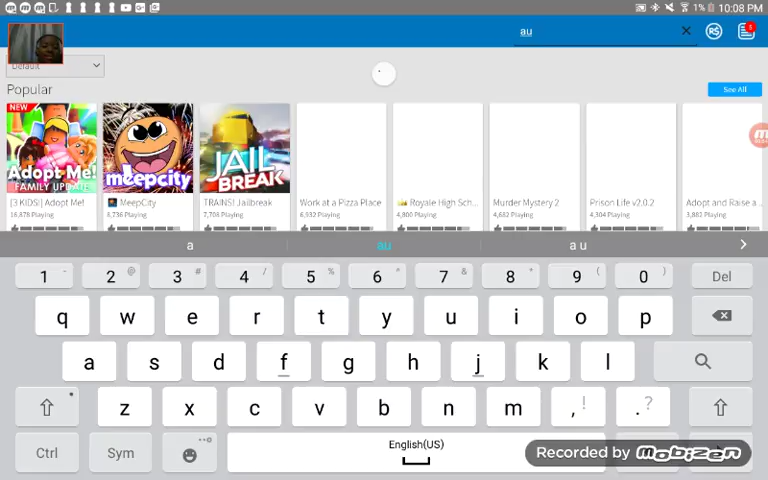 1% 10:08 PM
au × R$ 5
Default
Popular See All
NEW
Adopt Me!
FAMILY UPDATE
meepcity
JAIL
BREAK
[3 KIDS!] Adopt Me! MeepCity TRAINS! Jailbreak Work at a Pizza Place Royale High Sch... Murder Mystery 2 Prison Life v2.0.2 Adopt and Raise a...
16,878 Playing 8,736 Playing 7,708 Playing 6,932 Playing 4,800 Playing 4,682 Playing 4,304 Playing 3,882 Playing
a au a u
1 - 2 @ 3 # 4 / 5 % 6 ^ 7 & 8 * 9 ( 0 ) Del
q w e r t y u i o p
a s d f g h j k l
z x c v b n m , ! . ?
Ctrl Sym English(US)
Recorded by mobizen